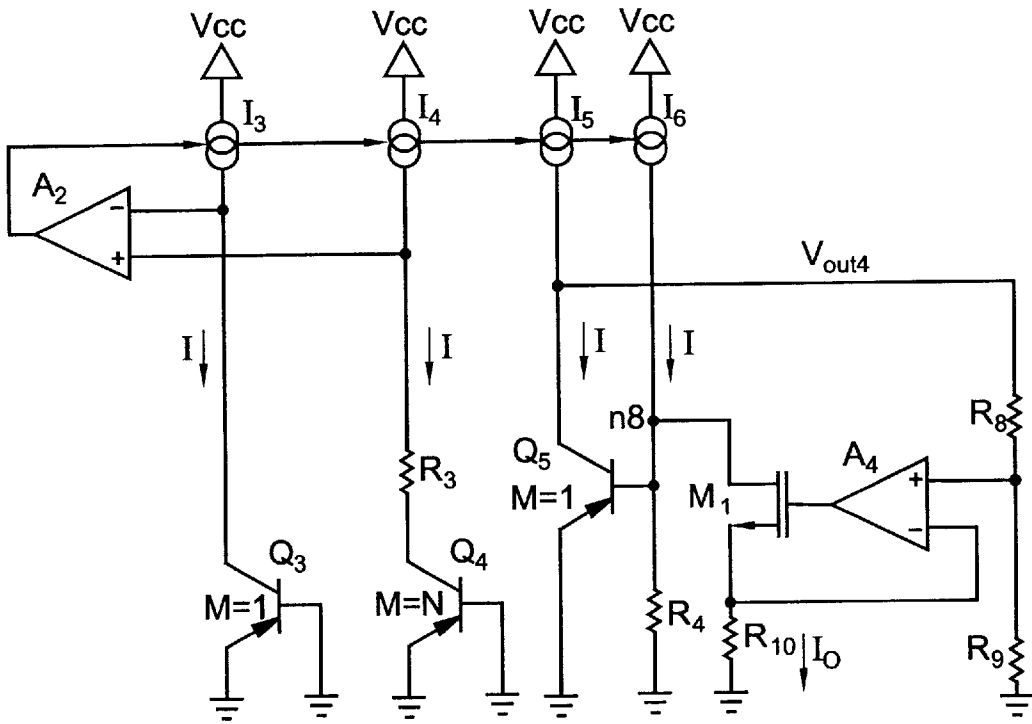 Vcc Vcc Vcc Vcc
I3 I4 I5 I6
A2
−
+
Vout4
I I I I
n8 R8
Q5 A4
R3 M=1 M1 +
−
Q3 Q4
M=1 M=N R4 R10 IO R9